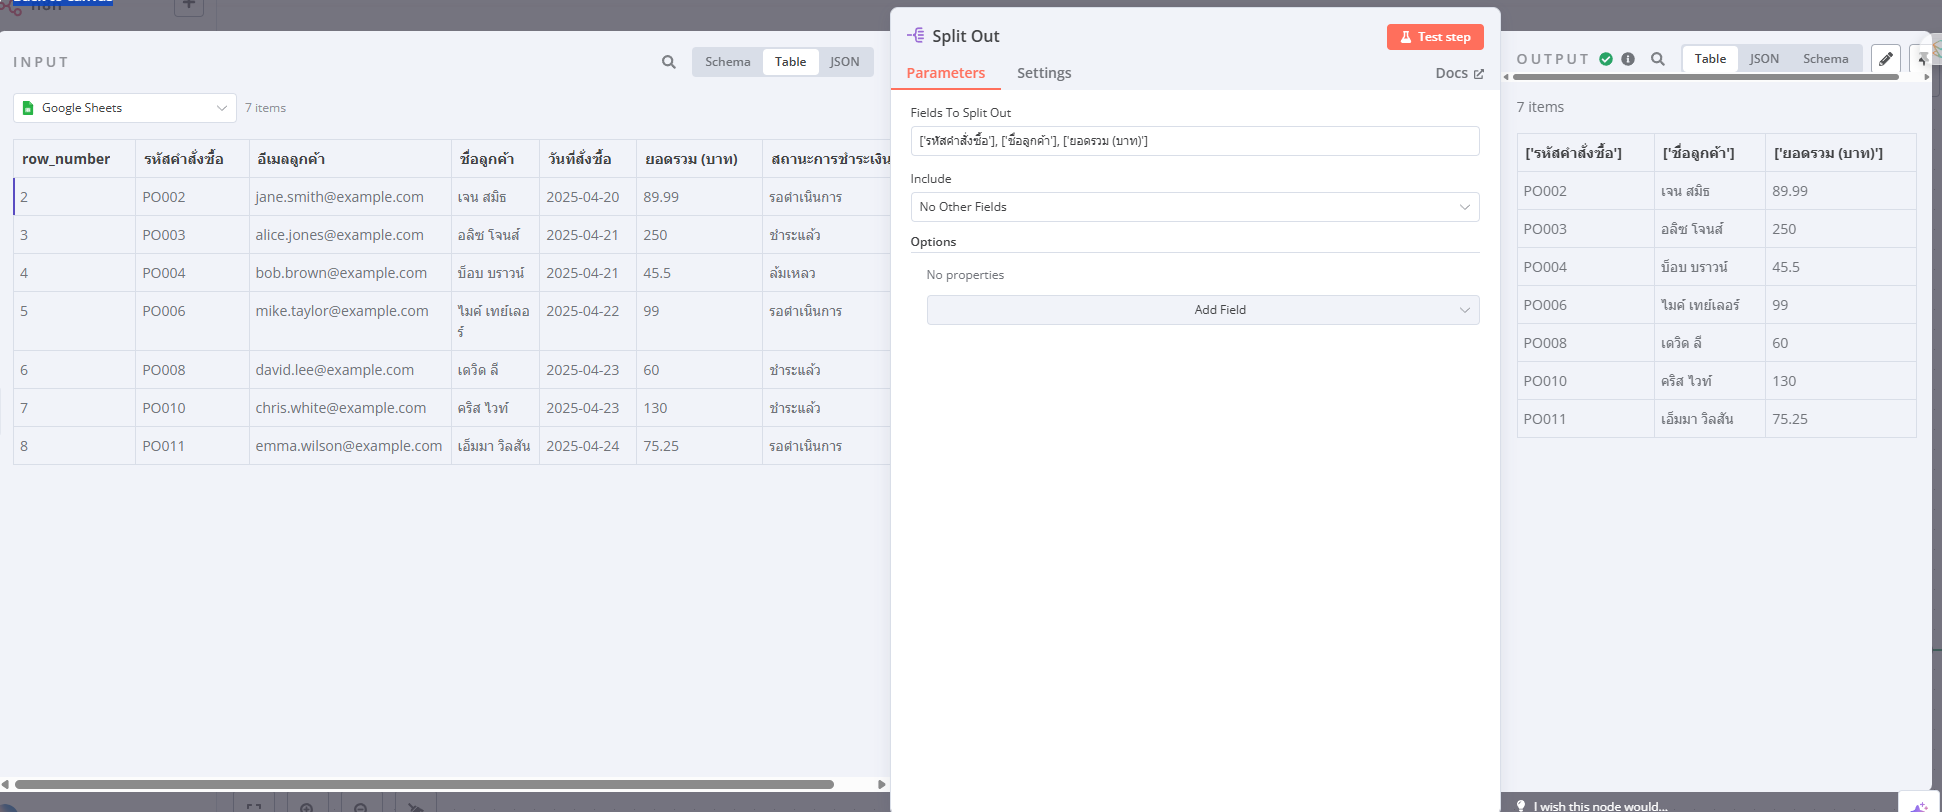 INPUT
Schema
Table
JSON
Google Sheets
7 items
row_number รหัสคำสั่งซื้อ อีเมลลูกค้า ชื่อลูกค้า วันที่สั่งซื้อ ยอดรวม (บาท) สถานะการชำระเงิน
2 PO002 jane.smith@example.com เจน สมิธ 2025-04-20 89.99 รอดำเนินการ
3 PO003 alice.jones@example.com อลิซ โจนส์ 2025-04-21 250 ชำระแล้ว
4 PO004 bob.brown@example.com บ็อบ บราวน์ 2025-04-21 45.5 ล้มเหลว
5 PO006 mike.taylor@example.com ไมค์ เทย์เลอร์ 2025-04-22 99 รอดำเนินการ
6 PO008 david.lee@example.com เดวิด ลี 2025-04-23 60 ชำระแล้ว
7 PO010 chris.white@example.com คริส ไวท์ 2025-04-23 130 ชำระแล้ว
8 PO011 emma.wilson@example.com เอ็มมา วิลสัน 2025-04-24 75.25 รอดำเนินการ
Split Out
Test step
Parameters
Settings
Docs
Fields To Split Out
['รหัสคำสั่งซื้อ'], ['ชื่อลูกค้า'], ['ยอดรวม (บาท)']
Include
No Other Fields
Options
No properties
Add Field
OUTPUT
Table
JSON
Schema
7 items
['รหัสคำสั่งซื้อ'] ['ชื่อลูกค้า'] ['ยอดรวม (บาท)']
PO002 เจน สมิธ 89.99
PO003 อลิซ โจนส์ 250
PO004 บ็อบ บราวน์ 45.5
PO006 ไมค์ เทย์เลอร์ 99
PO008 เดวิด ลี 60
PO010 คริส ไวท์ 130
PO011 เอ็มมา วิลสัน 75.25
I wish this node would...